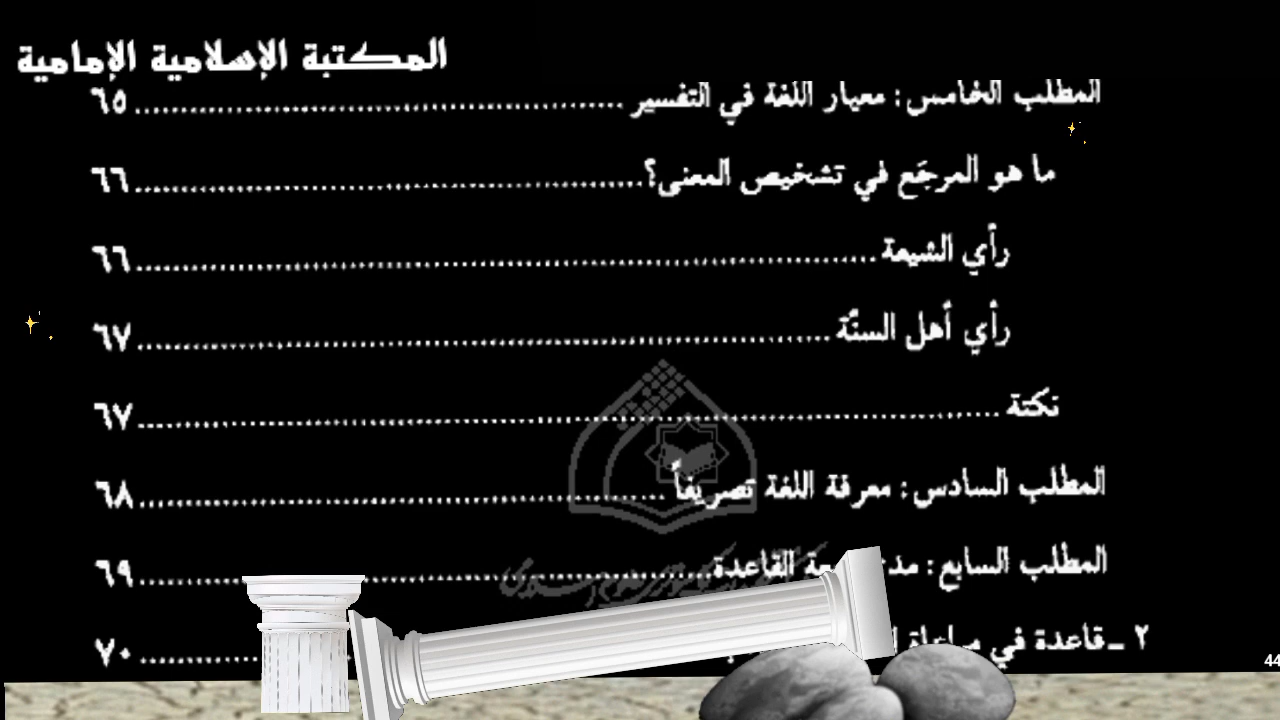 المكتبة الإسلامية الإمامية
المطلب الخامس: معيار اللغة في التفسير ........ ٦٥
ما هو المرجَع في تشخيص المعنى؟ ........ ٦٦
رأي الشيعة ........ ٦٦
رأي أهل السنّة ........ ٦٧
نكتة ........ ٦٧
المطلب السادس: معرفة اللغة تصريفاً ........ ٦٨
المطلب السابع: القاعدة ........ ٦٩
٢ ـ قاعدة في مراعاة ........ ٧٠
44